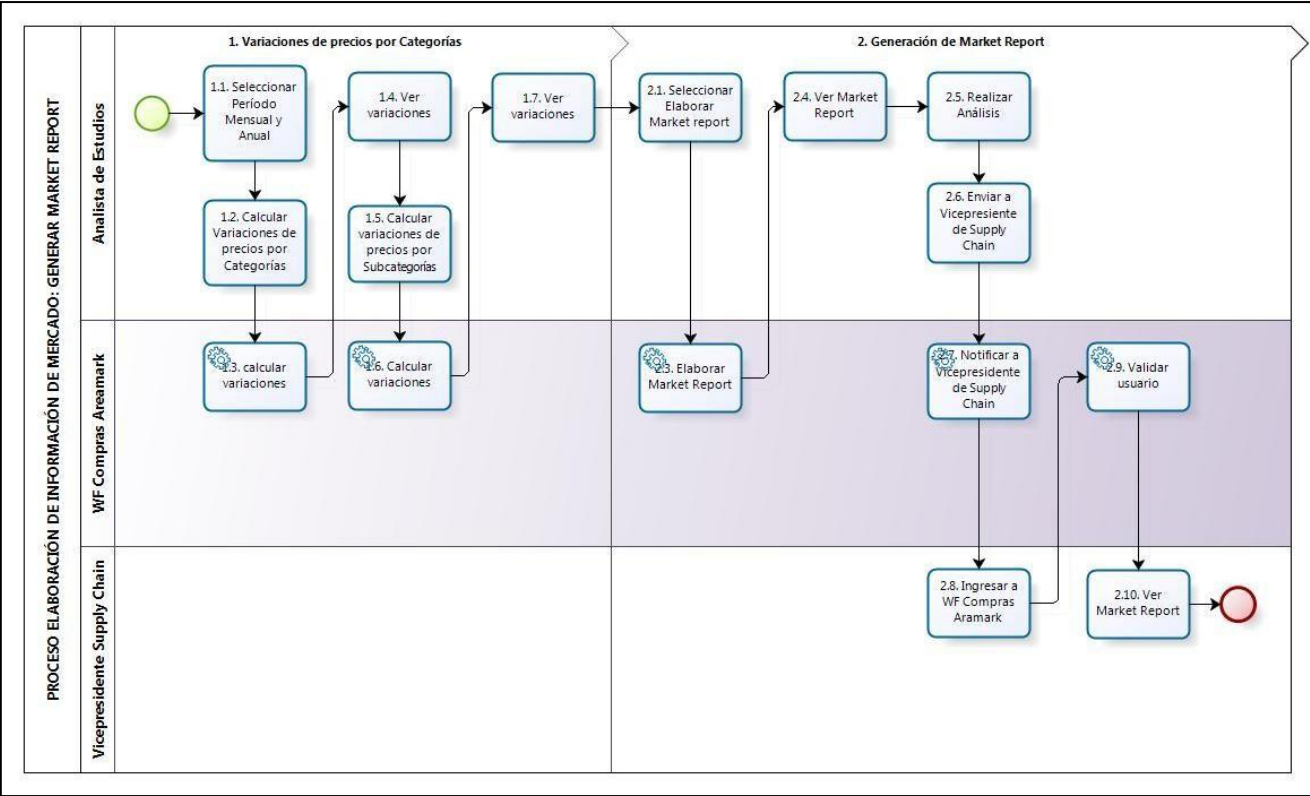 PROCESO ELABORACIÓN DE INFORMACIÓN DE MERCADO: GENERAR MARKET REPORT
1. Variaciones de precios por Categorías
2. Generación de Market Report
Analista de Estudios
1.1. Seleccionar
Período
Mensual y
Anual
1.4. Ver
variaciones
1.7. Ver
variaciones
2.1. Seleccionar
Elaborar
Market report
2.4. Ver Market
Report
2.5. Realizar
Análisis
1.2. Calcular
Variaciones de
precios por
Categorías
1.5. Calcular
variaciones de
precios por
Subcategorías
2.6. Enviar a
Vicepresiente
de Supply
Chain
WF Compras Areamark
1.3. calcular
variaciones
1.6. Calcular
variaciones
2.3. Elaborar
Market Report
2.7. Notificar a
Vicepresidente
de Supply
Chain
2.9. Validar
usuario
Vicepresidente Supply Chain
2.8. Ingresar a
WF Compras
Aramark
2.10. Ver
Market Report